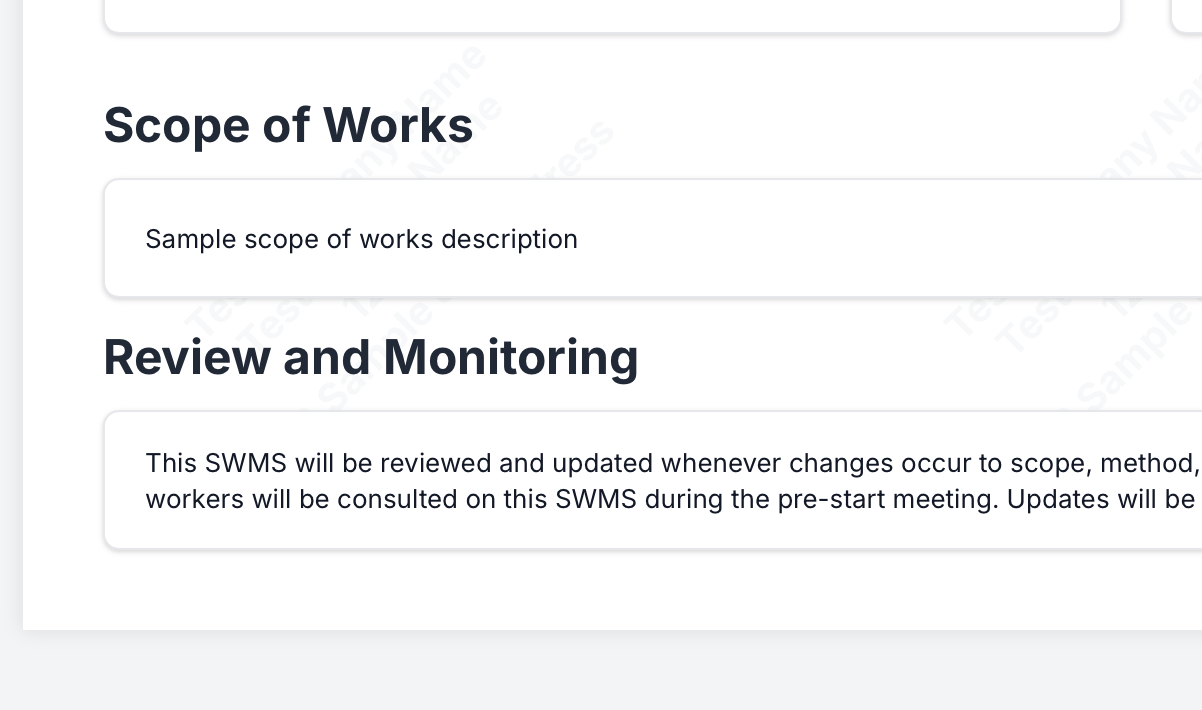 Scope of Works
Sample scope of works description
Review and Monitoring
This SWMS will be reviewed and updated whenever changes occur to scope, method,
workers will be consulted on this SWMS during the pre-start meeting. Updates will be